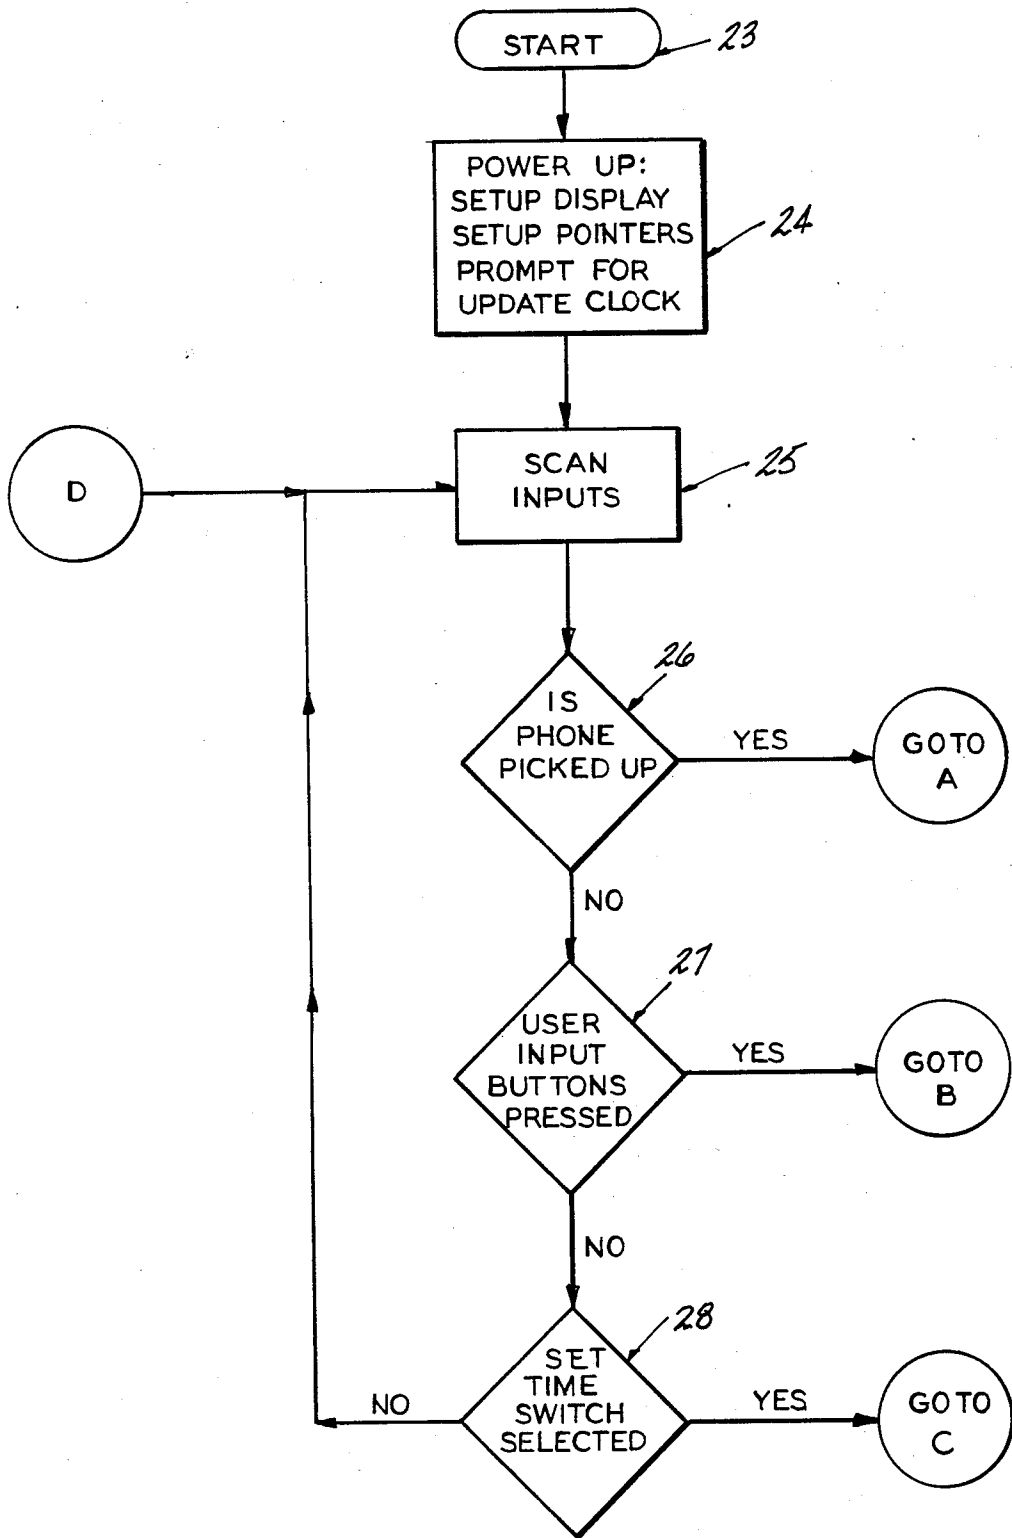 START
23
POWER UP:
SETUP DISPLAY
SETUP POINTERS
PROMPT FOR
UPDATE CLOCK
24
D
SCAN
INPUTS
25
IS
PHONE
PICKED UP
26
YES
GOTO
A
NO
USER
INPUT
BUTTONS
PRESSED
27
YES
GOTO
B
NO
SET
TIME
SWITCH
SELECTED
28
NO
YES
GOTO
C